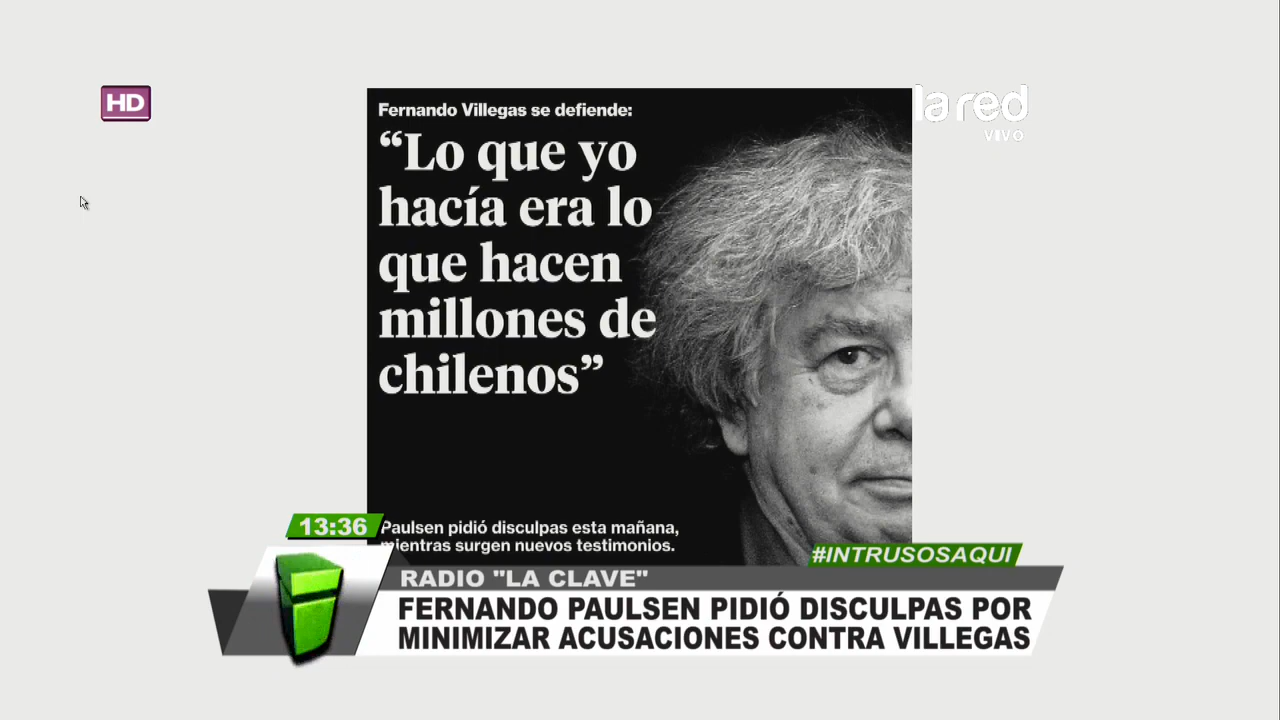 HD
la red
VIVO
Fernando Villegas se defiende:
“Lo que yo
hacía era lo
que hacen
millones de
chilenos”
Paulsen pidió disculpas esta mañana,
mientras surgen nuevos testimonios.
13:36
#INTRUSOSAQUI
RADIO "LA CLAVE"
FERNANDO PAULSEN PIDIÓ DISCULPAS POR
MINIMIZAR ACUSACIONES CONTRA VILLEGAS